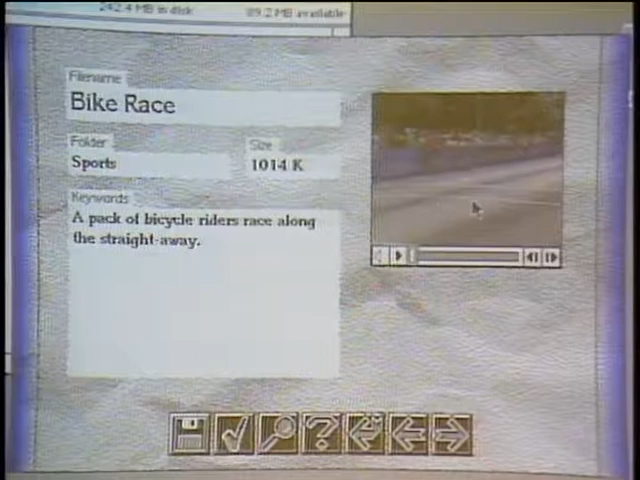 242.4 MB in disk
89.2 MB available
Filename
Bike Race
Folder
Size
Sports
1014 K
Keywords
A pack of bicycle riders race along
the straight-away.